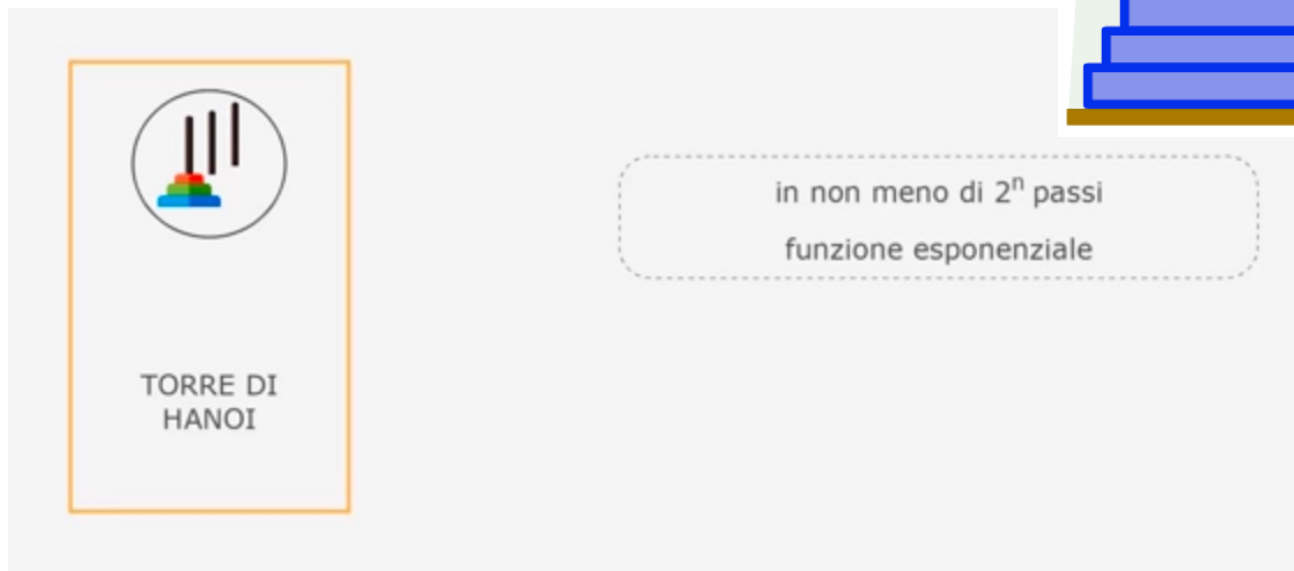 TORRE DI
HANOI
in non meno di 2ⁿ passi
funzione esponenziale